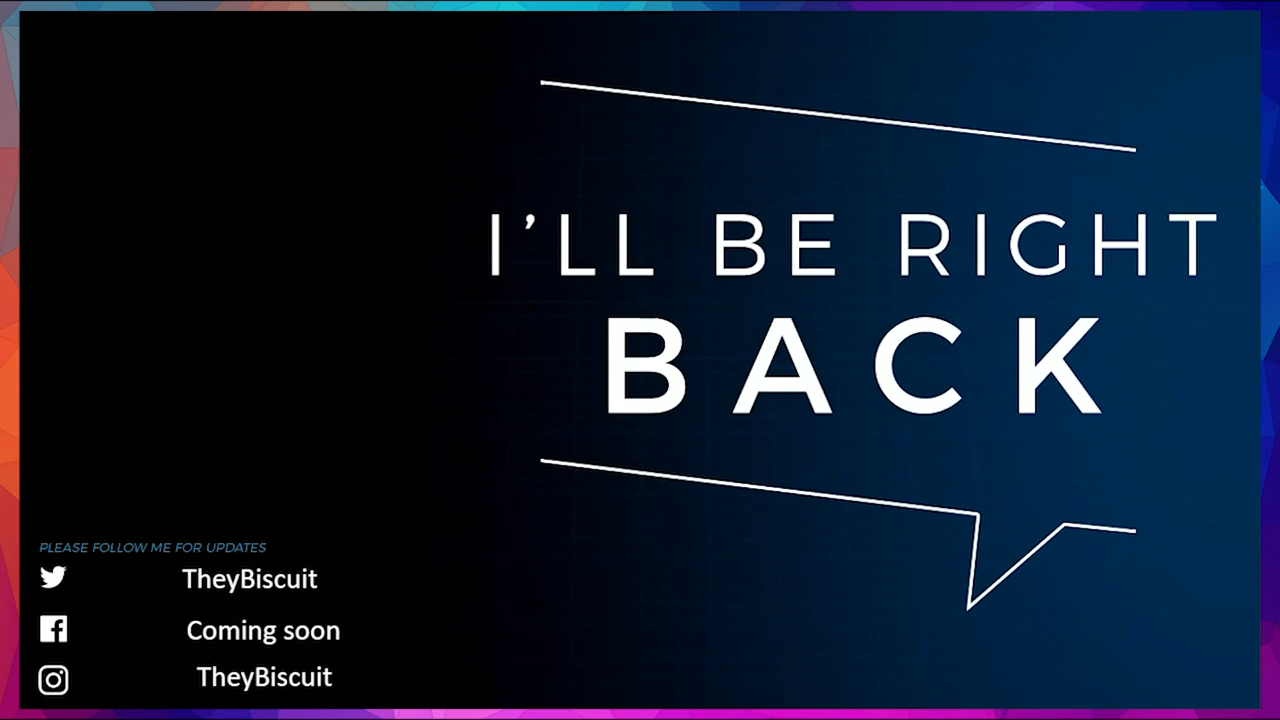 I’LL BE RIGHT
BACK
PLEASE FOLLOW ME FOR UPDATES
TheyBiscuit
Coming soon
TheyBiscuit